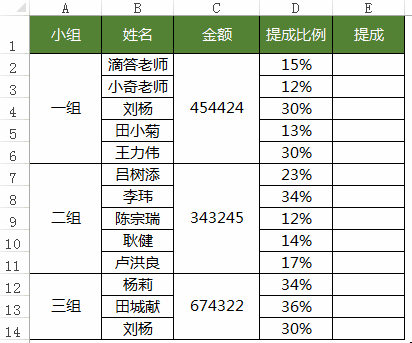 A B C D E
1 小组 姓名 金额 提成比例 提成
2 滴答老师 15%
3 小奇老师 12%
4 一组 刘杨 454424 30%
5 田小菊 13%
6 王力伟 30%
7 吕树添 23%
8 李玮 34%
9 二组 陈宗瑞 343245 12%
10 耿健 14%
11 卢洪良 17%
12 杨莉 34%
13 三组 田城献 674322 36%
14 刘杨 30%